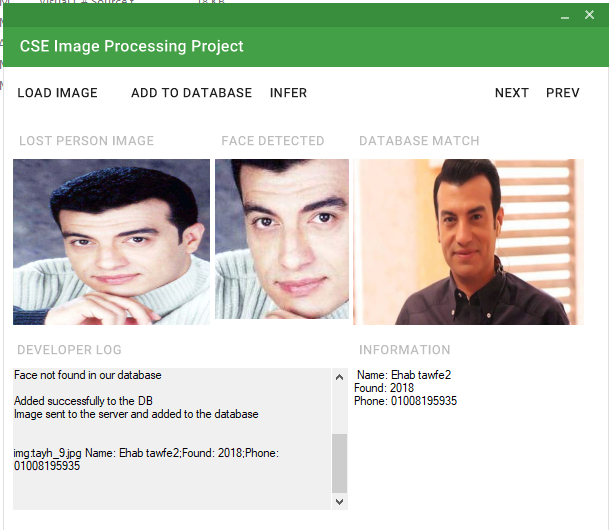 CSE Image Processing Project
LOAD IMAGE ADD TO DATABASE INFER NEXT PREV
LOST PERSON IMAGE FACE DETECTED DATABASE MATCH
DEVELOPER LOG INFORMATION
Face not found in our database
Added successfully to the DB
Image sent to the server and added to the database
img:tayh_9.jpg Name: Ehab tawfe2;Found: 2018;Phone:
01008195935
Name: Ehab tawfe2
Found: 2018
Phone: 01008195935